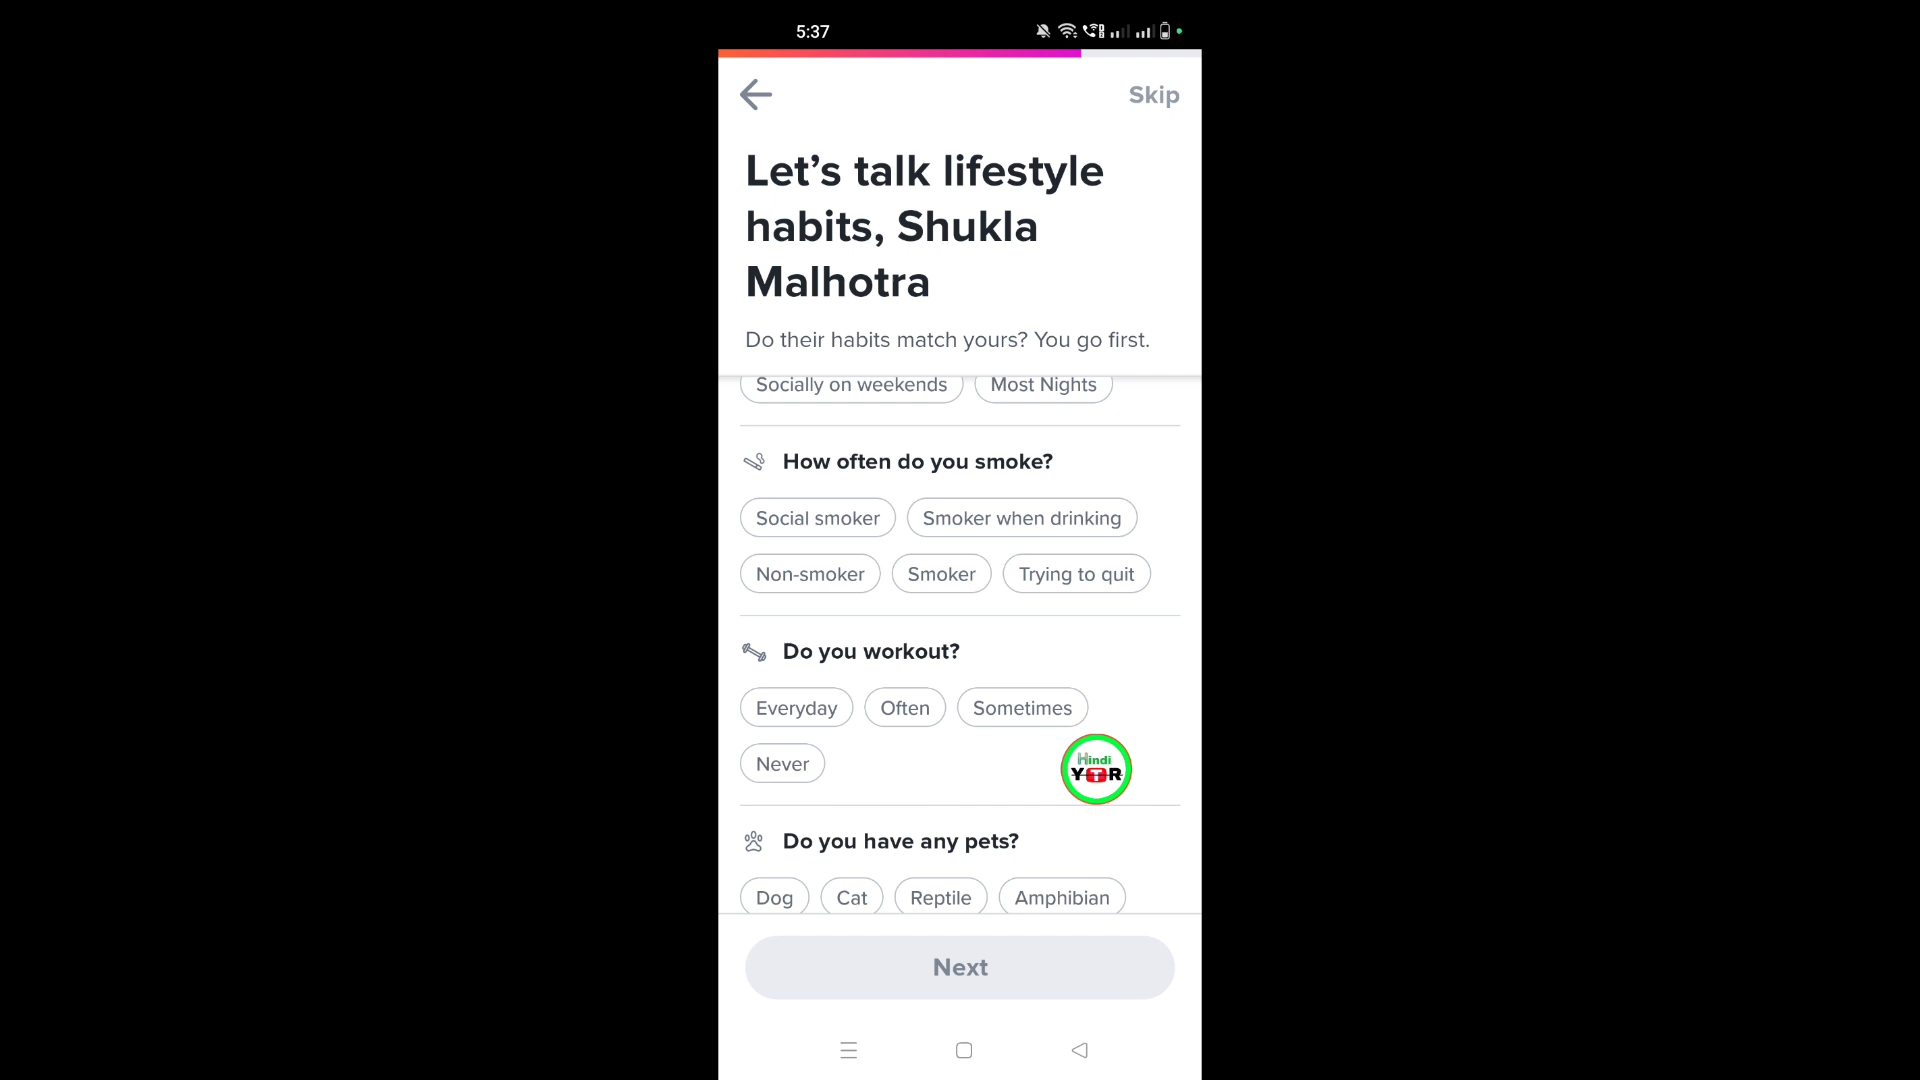 5:37
Skip
Let’s talk lifestyle
habits, Shukla
Malhotra
Do their habits match yours? You go first.
Socially on weekends Most Nights
How often do you smoke?
Social smoker Smoker when drinking
Non-smoker Smoker Trying to quit
Do you workout?
Everyday Often Sometimes
Never
Hindi
YTR
Do you have any pets?
Dog Cat Reptile Amphibian
Next